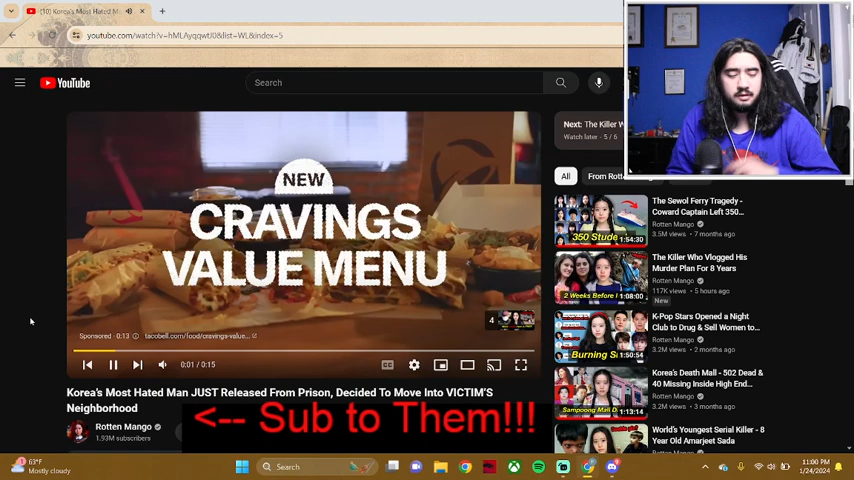 (10) Korea's Most Hated M
youtube.com/watch?v=hMLAyqqwtJ0&list=WL&index=5
YouTube
Search
NEW
CRAVINGS
VALUE MENU
4
Sponsored · 0:13
tacobell.com/food/cravings-value...
0:01 / 0:15
Korea's Most Hated Man JUST Released From Prison, Decided To Move Into VICTIM'S
Neighborhood
Rotten Mango
1.93M subscribers
<-- Sub to Them!!!
Next: The Killer W
Watch later - 5 / 6
All
From Rotten
350 Stude
1:54:30
The Sewol Ferry Tragedy -
Coward Captain Left 350...
Rotten Mango
3.5M views • 7 months ago
2 Weeks Before
1:08:00
The Killer Who Vlogged His
Murder Plan For 8 Years
Rotten Mango
117K views • 5 hours ago
New
Burning S
1:50:54
K-Pop Stars Opened a Night
Club to Drug & Sell Women to...
Rotten Mango
3.2M views • 2 months ago
Sampoong Mall D
1:13:14
Korea's Death Mall - 502 Dead &
40 Missing Inside High End...
Rotten Mango
3.2M views • 3 months ago
World's Youngest Serial Killer - 8
Year Old Amarjeet Sada
Rotten Mango
63°F
Mostly cloudy
Search
11:00 PM
1/24/2024